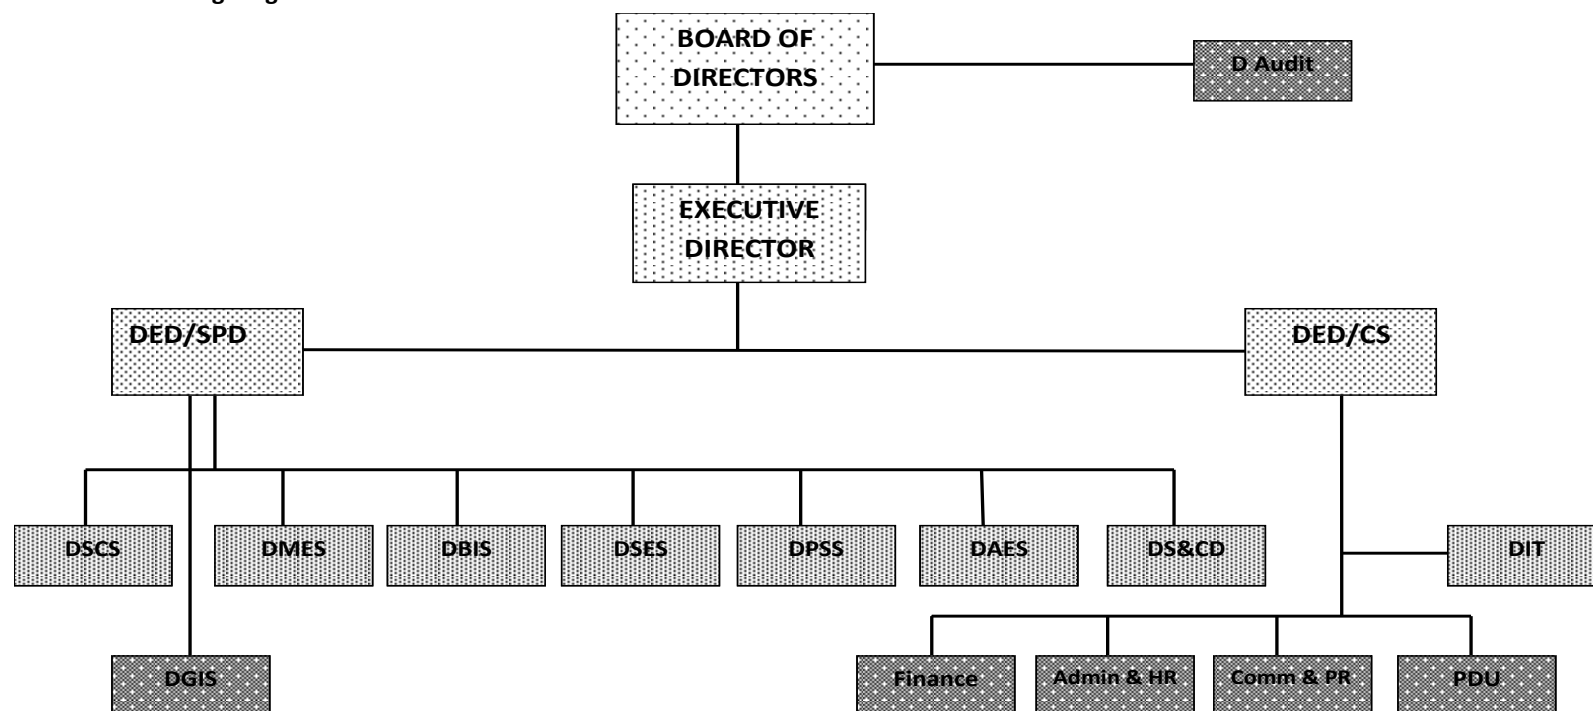 BOARD OF
DIRECTORS
D Audit
EXECUTIVE
DIRECTOR
DED/SPD
DED/CS
DSCS
DMES
DBIS
DSES
DPSS
DAES
DS&CD
DIT
DGIS
Finance
Admin & HR
Comm & PR
PDU